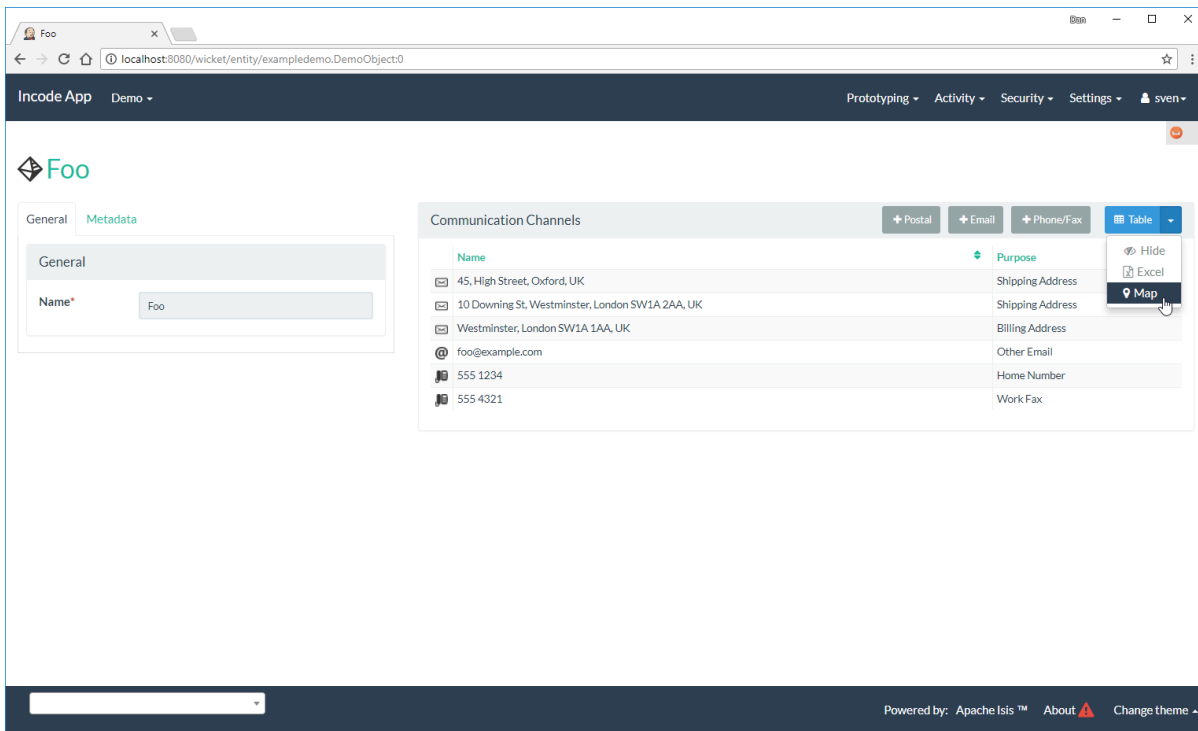 Foo
Dan
localhost:8080/wicket/entity/exampledemo.DemoObject:0
Incode App Demo Prototyping Activity Security Settings sven
Foo
General Metadata
General
Name* Foo
Communication Channels + Postal + Email + Phone/Fax Table
Hide
Excel
Map
Name Purpose
45, High Street, Oxford, UK Shipping Address
10 Downing St, Westminster, London SW1A 2AA, UK Shipping Address
Westminster, London SW1A 1AA, UK Billing Address
foo@example.com Other Email
555 1234 Home Number
555 4321 Work Fax
Powered by: Apache Isis ™ About Change theme